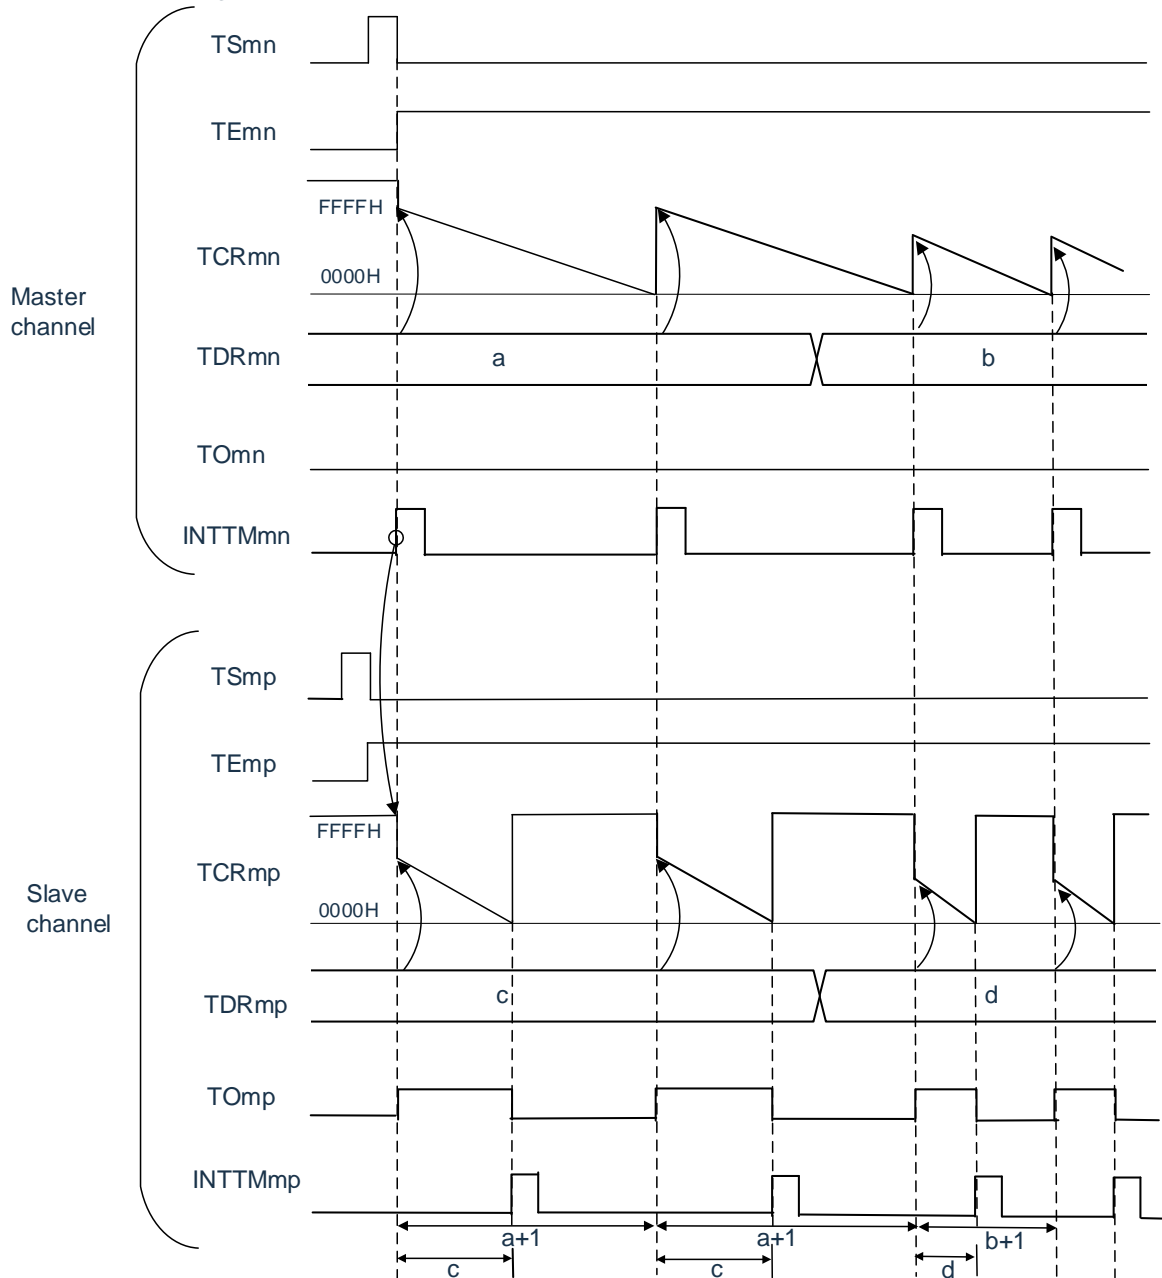 TSmn
TEmn
FFFFH
TCRmn
0000H
Master
channel
TDRmn
a
b
TOmn
INTTMmn
TSmp
TEmp
FFFFH
TCRmp
0000H
Slave
channel
TDRmp
c
d
TOmp
INTTMmp
a+1
a+1
b+1
c
c
d